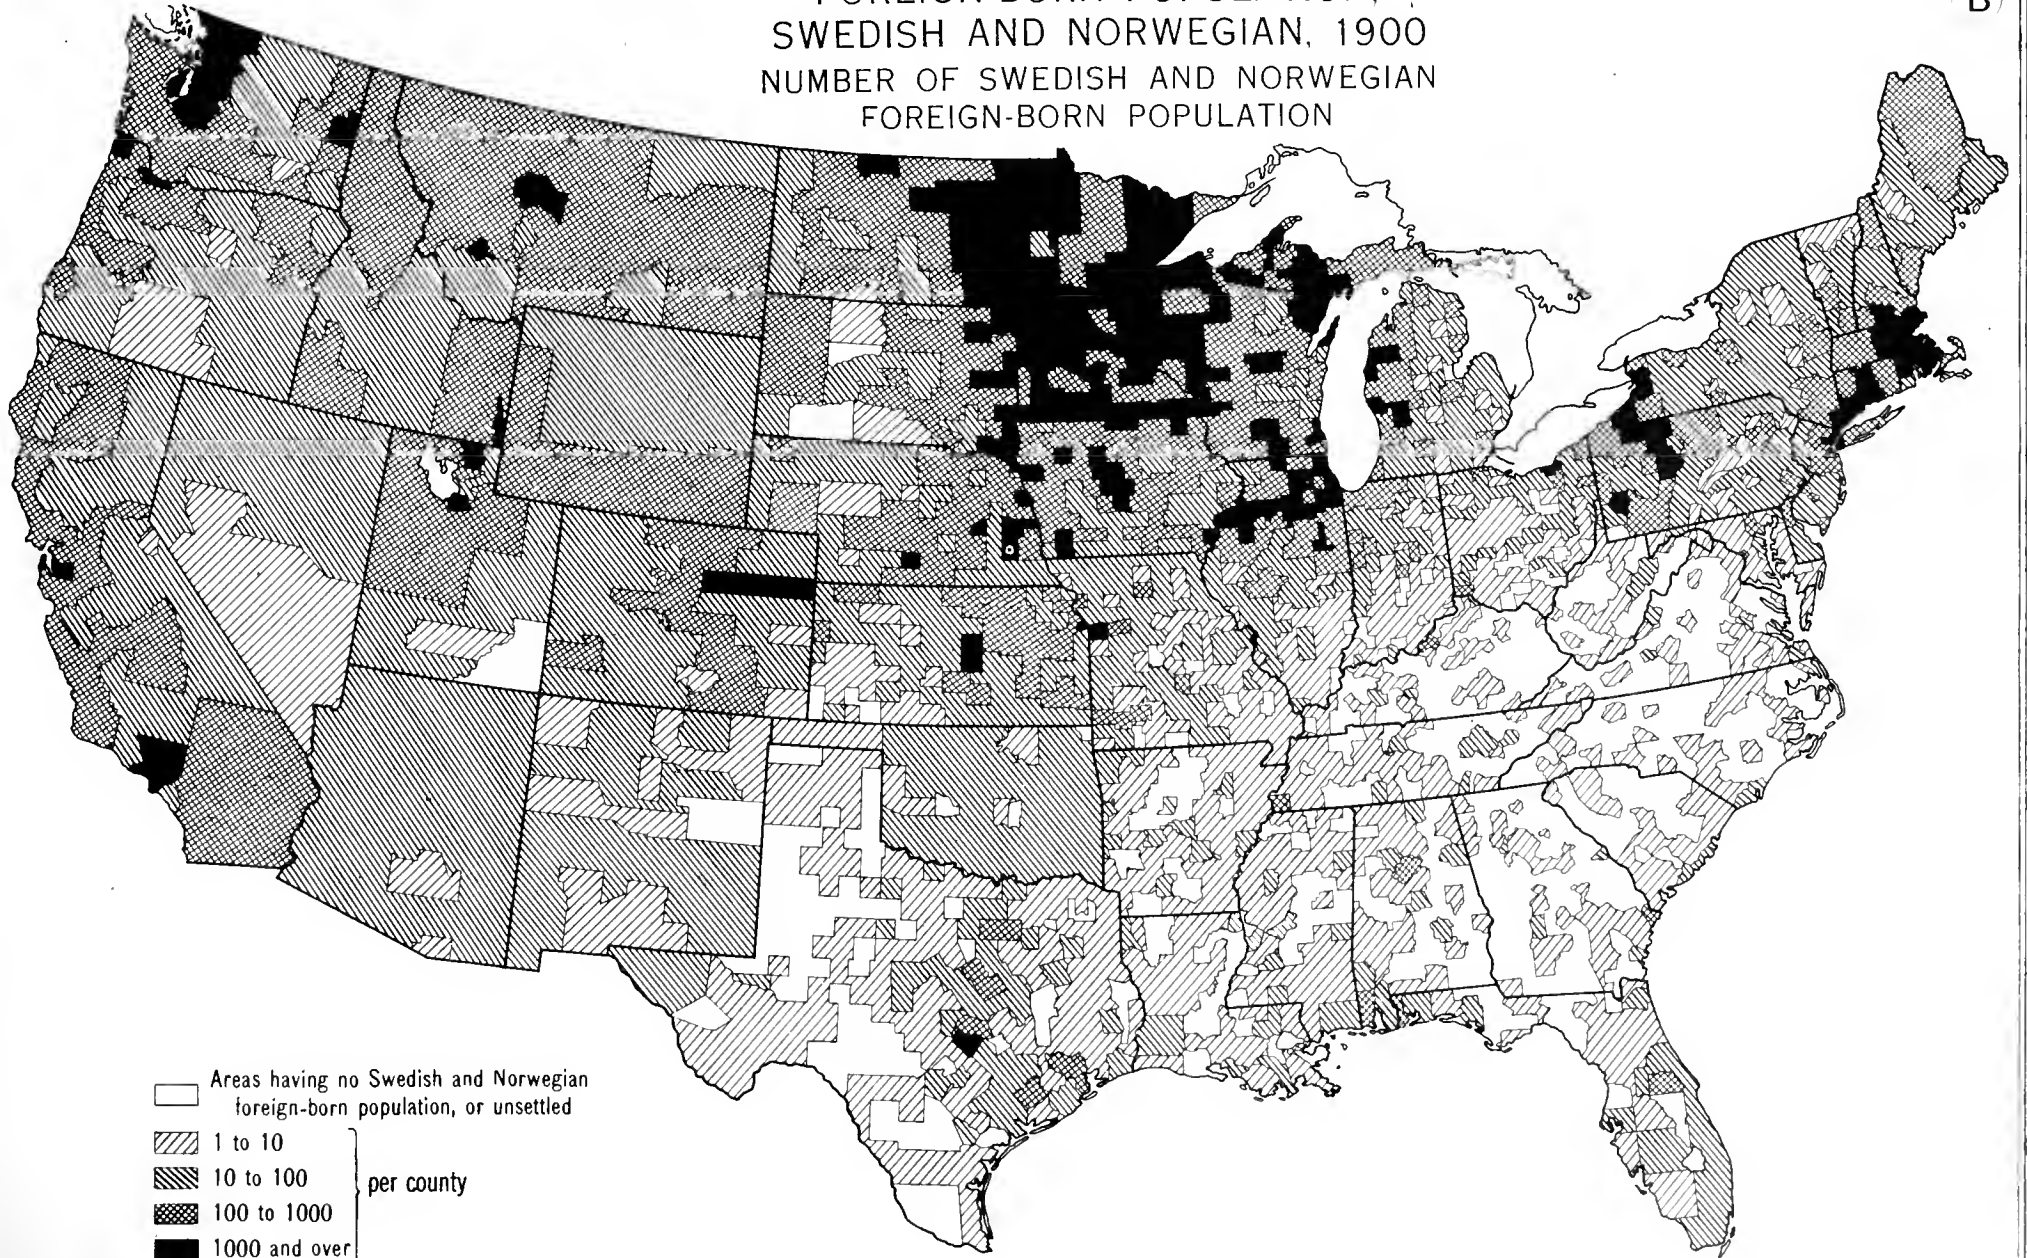 SWEDISH AND NORWEGIAN, 1900
NUMBER OF SWEDISH AND NORWEGIAN
FOREIGN-BORN POPULATION
B
Areas having no Swedish and Norwegian
foreign-born population, or unsettled
1 to 10
10 to 100
per county
100 to 1000
1000 and over